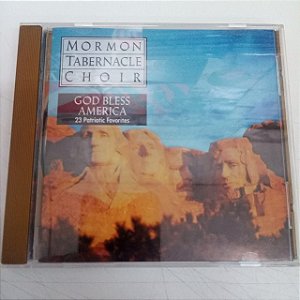 MORMON
TABERNACLE
CHOIR
GOD BLESS
AMERICA
23 Patriotic Favorites